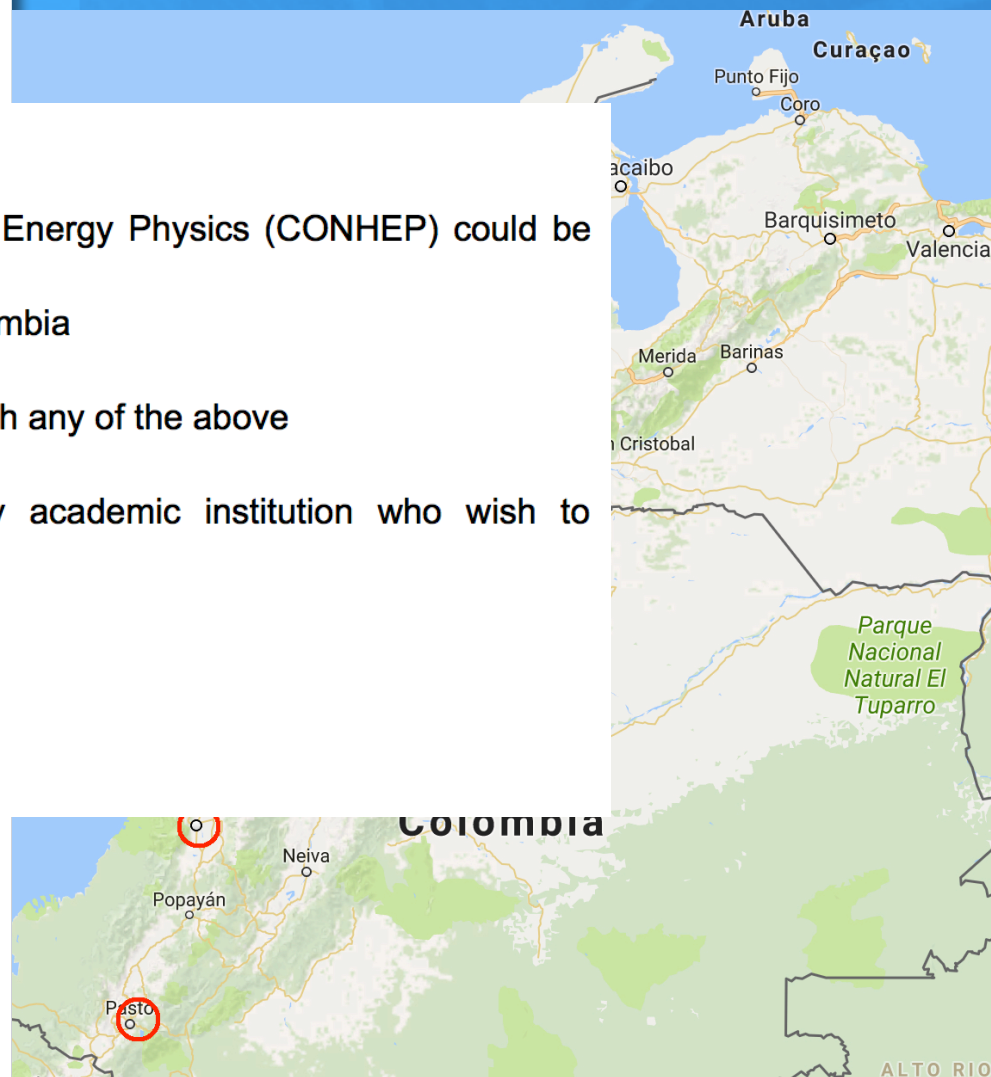 Aruba
Curaçao
Punto Fijo
Coro
acaibo
Energy Physics (CONHEP) could be
Barquisimeto
Valencia
mbia
Merida
Barinas
h any of the above
Cristobal
academic institution who wish to
Parque
Nacional
Natural El
Tuparro
Colombia
Neiva
Popayán
Pasto
ALTO RIO